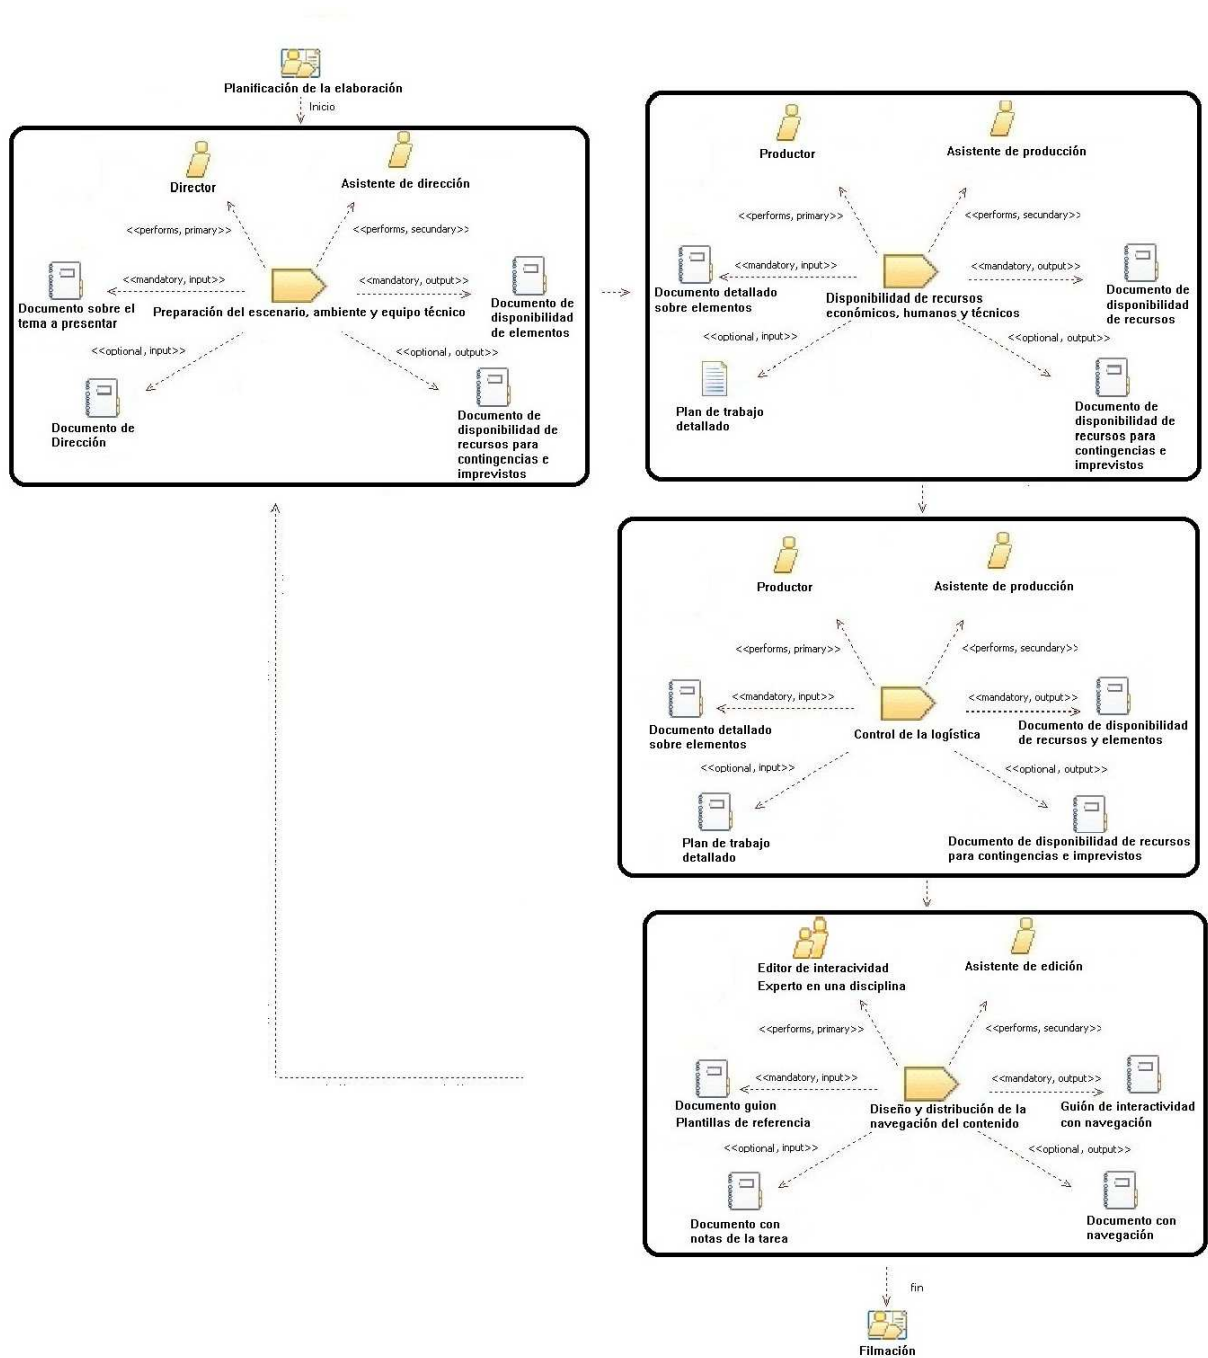 Planificación de la elaboración
Inicio
Director
Asistente de dirección
<<performs, primary>>
<<performs, secundary>>
<<mandatory, input>>
<<mandatory, output>>
Documento sobre el
tema a presentar
Preparación del escenario, ambiente y equipo técnico
Documento de
disponibilidad
de elementos
<<optional, input>>
<<optional, output>>
Documento de
Dirección
Documento de
disponibilidad de
recursos para
contingencias e
imprevistos
Productor
Asistente de producción
<<performs, primary>>
<<performs, secundary>>
<<mandatory, input>>
<<mandatory, output>>
Documento detallado
sobre elementos
Disponibilidad de recursos
económicos, humanos y técnicos
Documento de
disponibilidad
de recursos
<<optional, input>>
<<optional, output>>
Plan de trabajo
detallado
Documento de
disponibilidad de
recursos para
contingencias e
imprevistos
Productor
Asistente de producción
<<performs, primary>>
<<performs, secundary>>
<<mandatory, input>>
<<mandatory, output>>
Documento detallado
sobre elementos
Control de la logística
Documento de disponibilidad
de recursos y elementos
<<optional, input>>
<<optional, output>>
Plan de trabajo
detallado
Documento de disponibilidad de recursos
para contingencias e imprevistos
Editor de interactividad
Experto en una disciplina
Asistente de edición
<<performs, primary>>
<<performs, secundary>>
<<mandatory, input>>
<<mandatory, output>>
Documento guion
Plantillas de referencia
Diseño y distribución de la
navegación del contenido
Guión de interactividad
con navegación
<<optional, input>>
<<optional, output>>
Documento con
notas de la tarea
Documento con
navegación
fin
Filmación